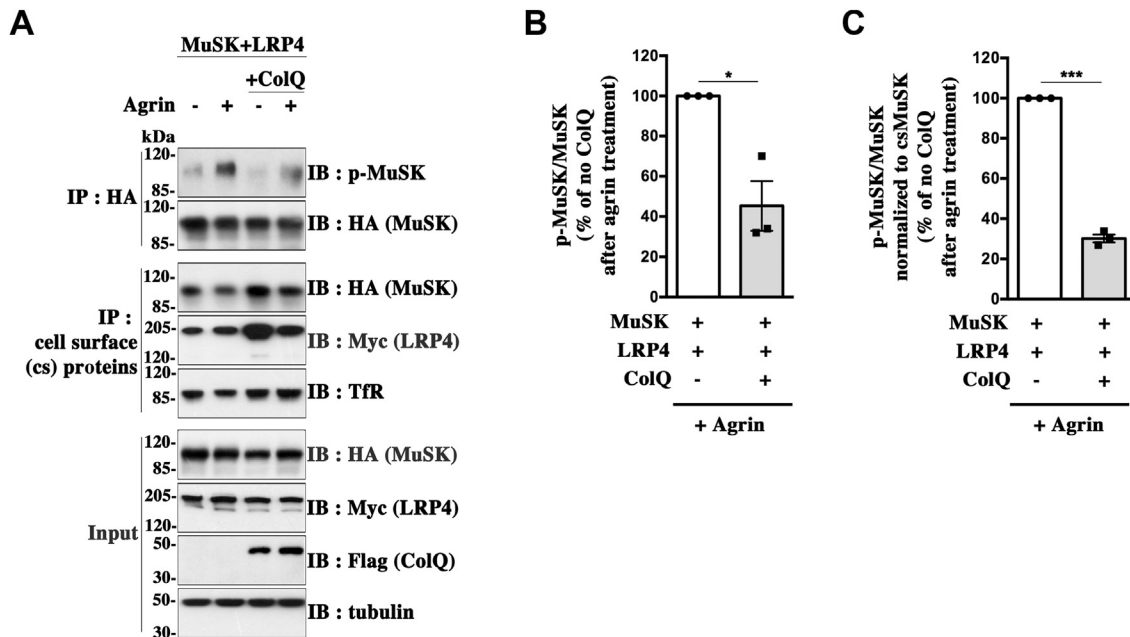 A
MuSK+LRP4
+ColQ
Agrin - + - +
kDa
120-
IB : p-MuSK
85-
IP : HA
120-
IB : HA (MuSK)
85-
120-
IB : HA (MuSK)
85-
IP :
cell surface
(cs) proteins
205-
IB : Myc (LRP4)
120-
120-
IB : TfR
85-
120-
IB : HA (MuSK)
85-
205-
IB : Myc (LRP4)
120-
Input
50-
IB : Flag (ColQ)
30-
50-
IB : tubulin
30-
B
p-MuSK/MuSK
(% of no ColQ
after agrin treatment)
120
100
80
60
40
20
0
*
MuSK + +
LRP4 + +
ColQ - +
+ Agrin
C
p-MuSK/MuSK
normalized to csMuSK
(% of no ColQ
after agrin treatment)
120
100
80
60
40
20
0
***
MuSK + +
LRP4 + +
ColQ - +
+ Agrin